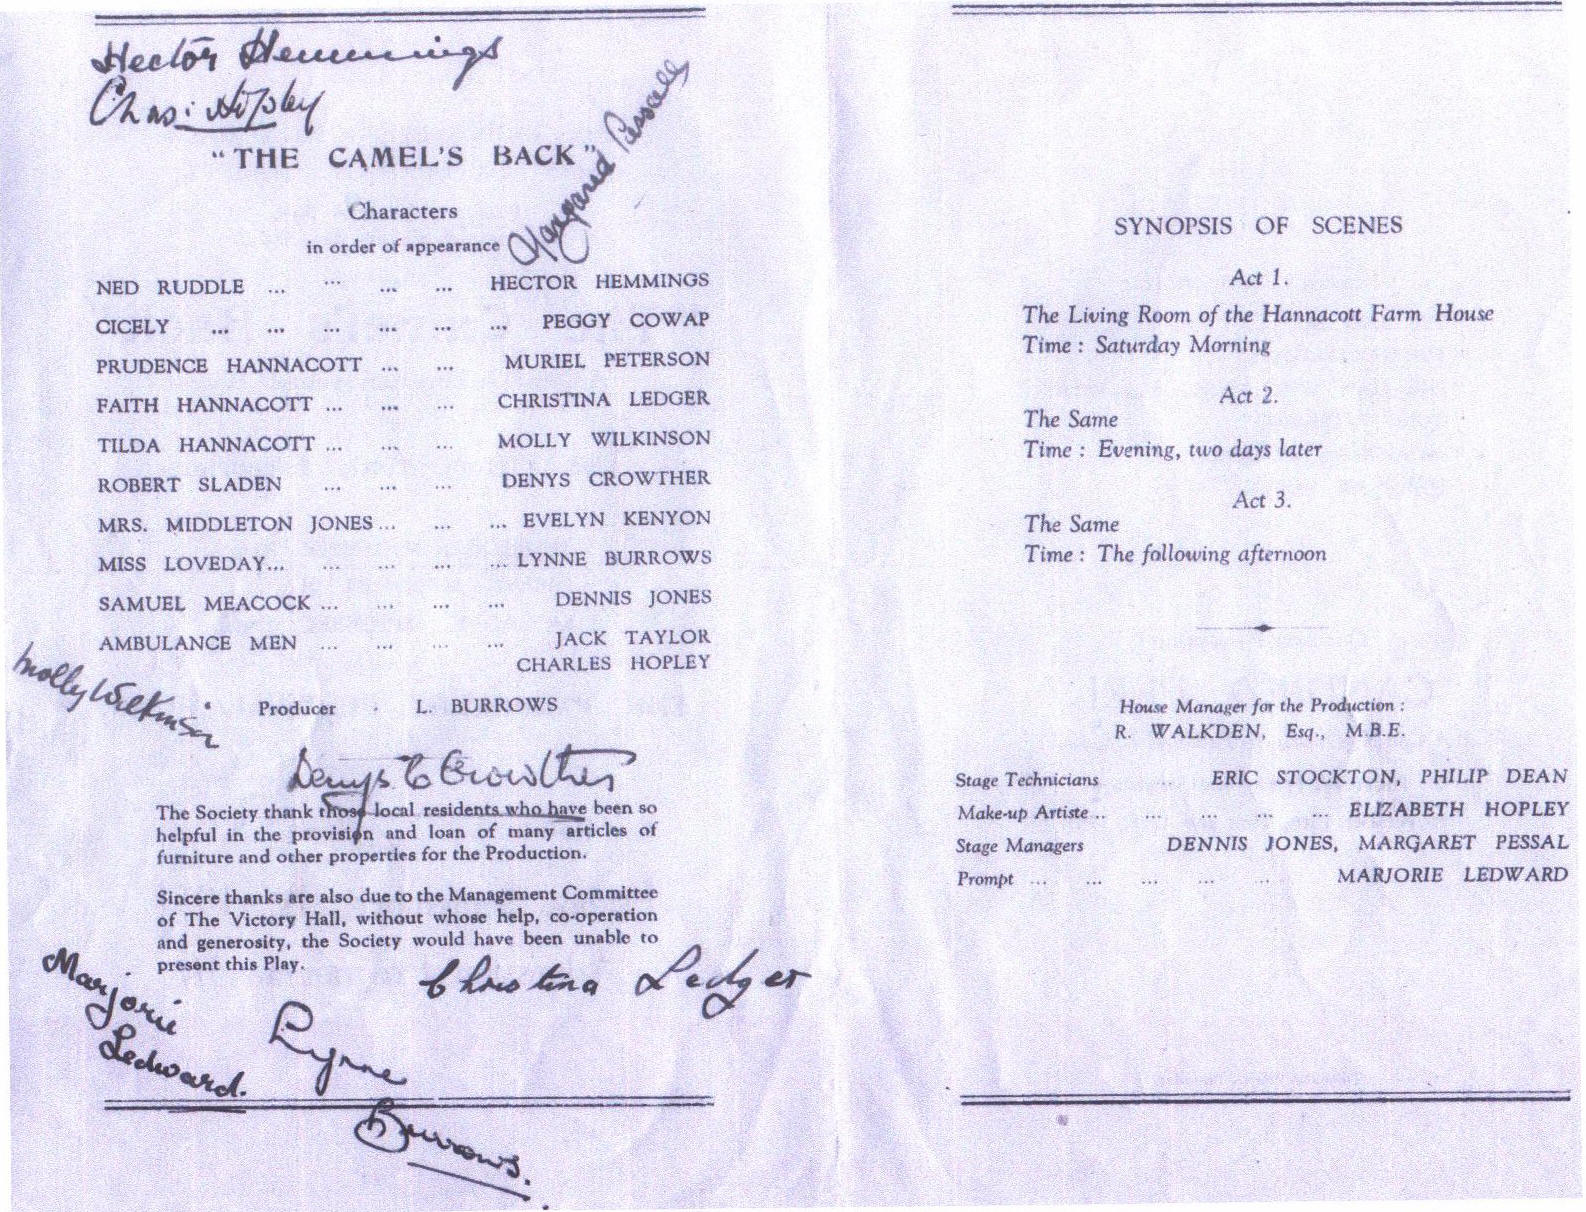 Hector Hemmings
Chas. Hopley
Margaret Pessall
"THE CAMEL'S BACK"
Characters
in order of appearance
NED RUDDLE ... ... ... ... HECTOR HEMMINGS
CICELY ... ... ... ... ... ... PEGGY COWAP
PRUDENCE HANNACOTT ... ... MURIEL PETERSON
FAITH HANNACOTT ... ... ... CHRISTINA LEDGER
TILDA HANNACOTT ... ... ... MOLLY WILKINSON
ROBERT SLADEN ... ... ... DENYS CROWTHER
MRS. MIDDLETON JONES ... ... ... EVELYN KENYON
MISS LOVEDAY... ... ... ... ... LYNNE BURROWS
SAMUEL MEACOCK ... ... ... ... DENNIS JONES
AMBULANCE MEN ... ... ... ... JACK TAYLOR
CHARLES HOPLEY
Molly Wilkinson
Producer . L. BURROWS
Denys C Crowther
The Society thank those local residents who have been so
helpful in the provision and loan of many articles of
furniture and other properties for the Production.
Sincere thanks are also due to the Management Committee
of The Victory Hall, without whose help, co-operation
and generosity, the Society would have been unable to
present this Play.
Christina Ledger
Marjorie
Ledward.
Lynne
Burrows.
SYNOPSIS OF SCENES
Act 1.
The Living Room of the Hannacott Farm House
Time : Saturday Morning
Act 2.
The Same
Time : Evening, two days later
Act 3.
The Same
Time : The following afternoon
House Manager for the Production :
R. WALKDEN, Esq., M.B.E.
Stage Technicians ... ERIC STOCKTON, PHILIP DEAN
Make-up Artiste .. ... ... ... ... ELIZABETH HOPLEY
Stage Managers DENNIS JONES, MARGARET PESSAL
Prompt ... ... ... ... ... MARJORIE LEDWARD